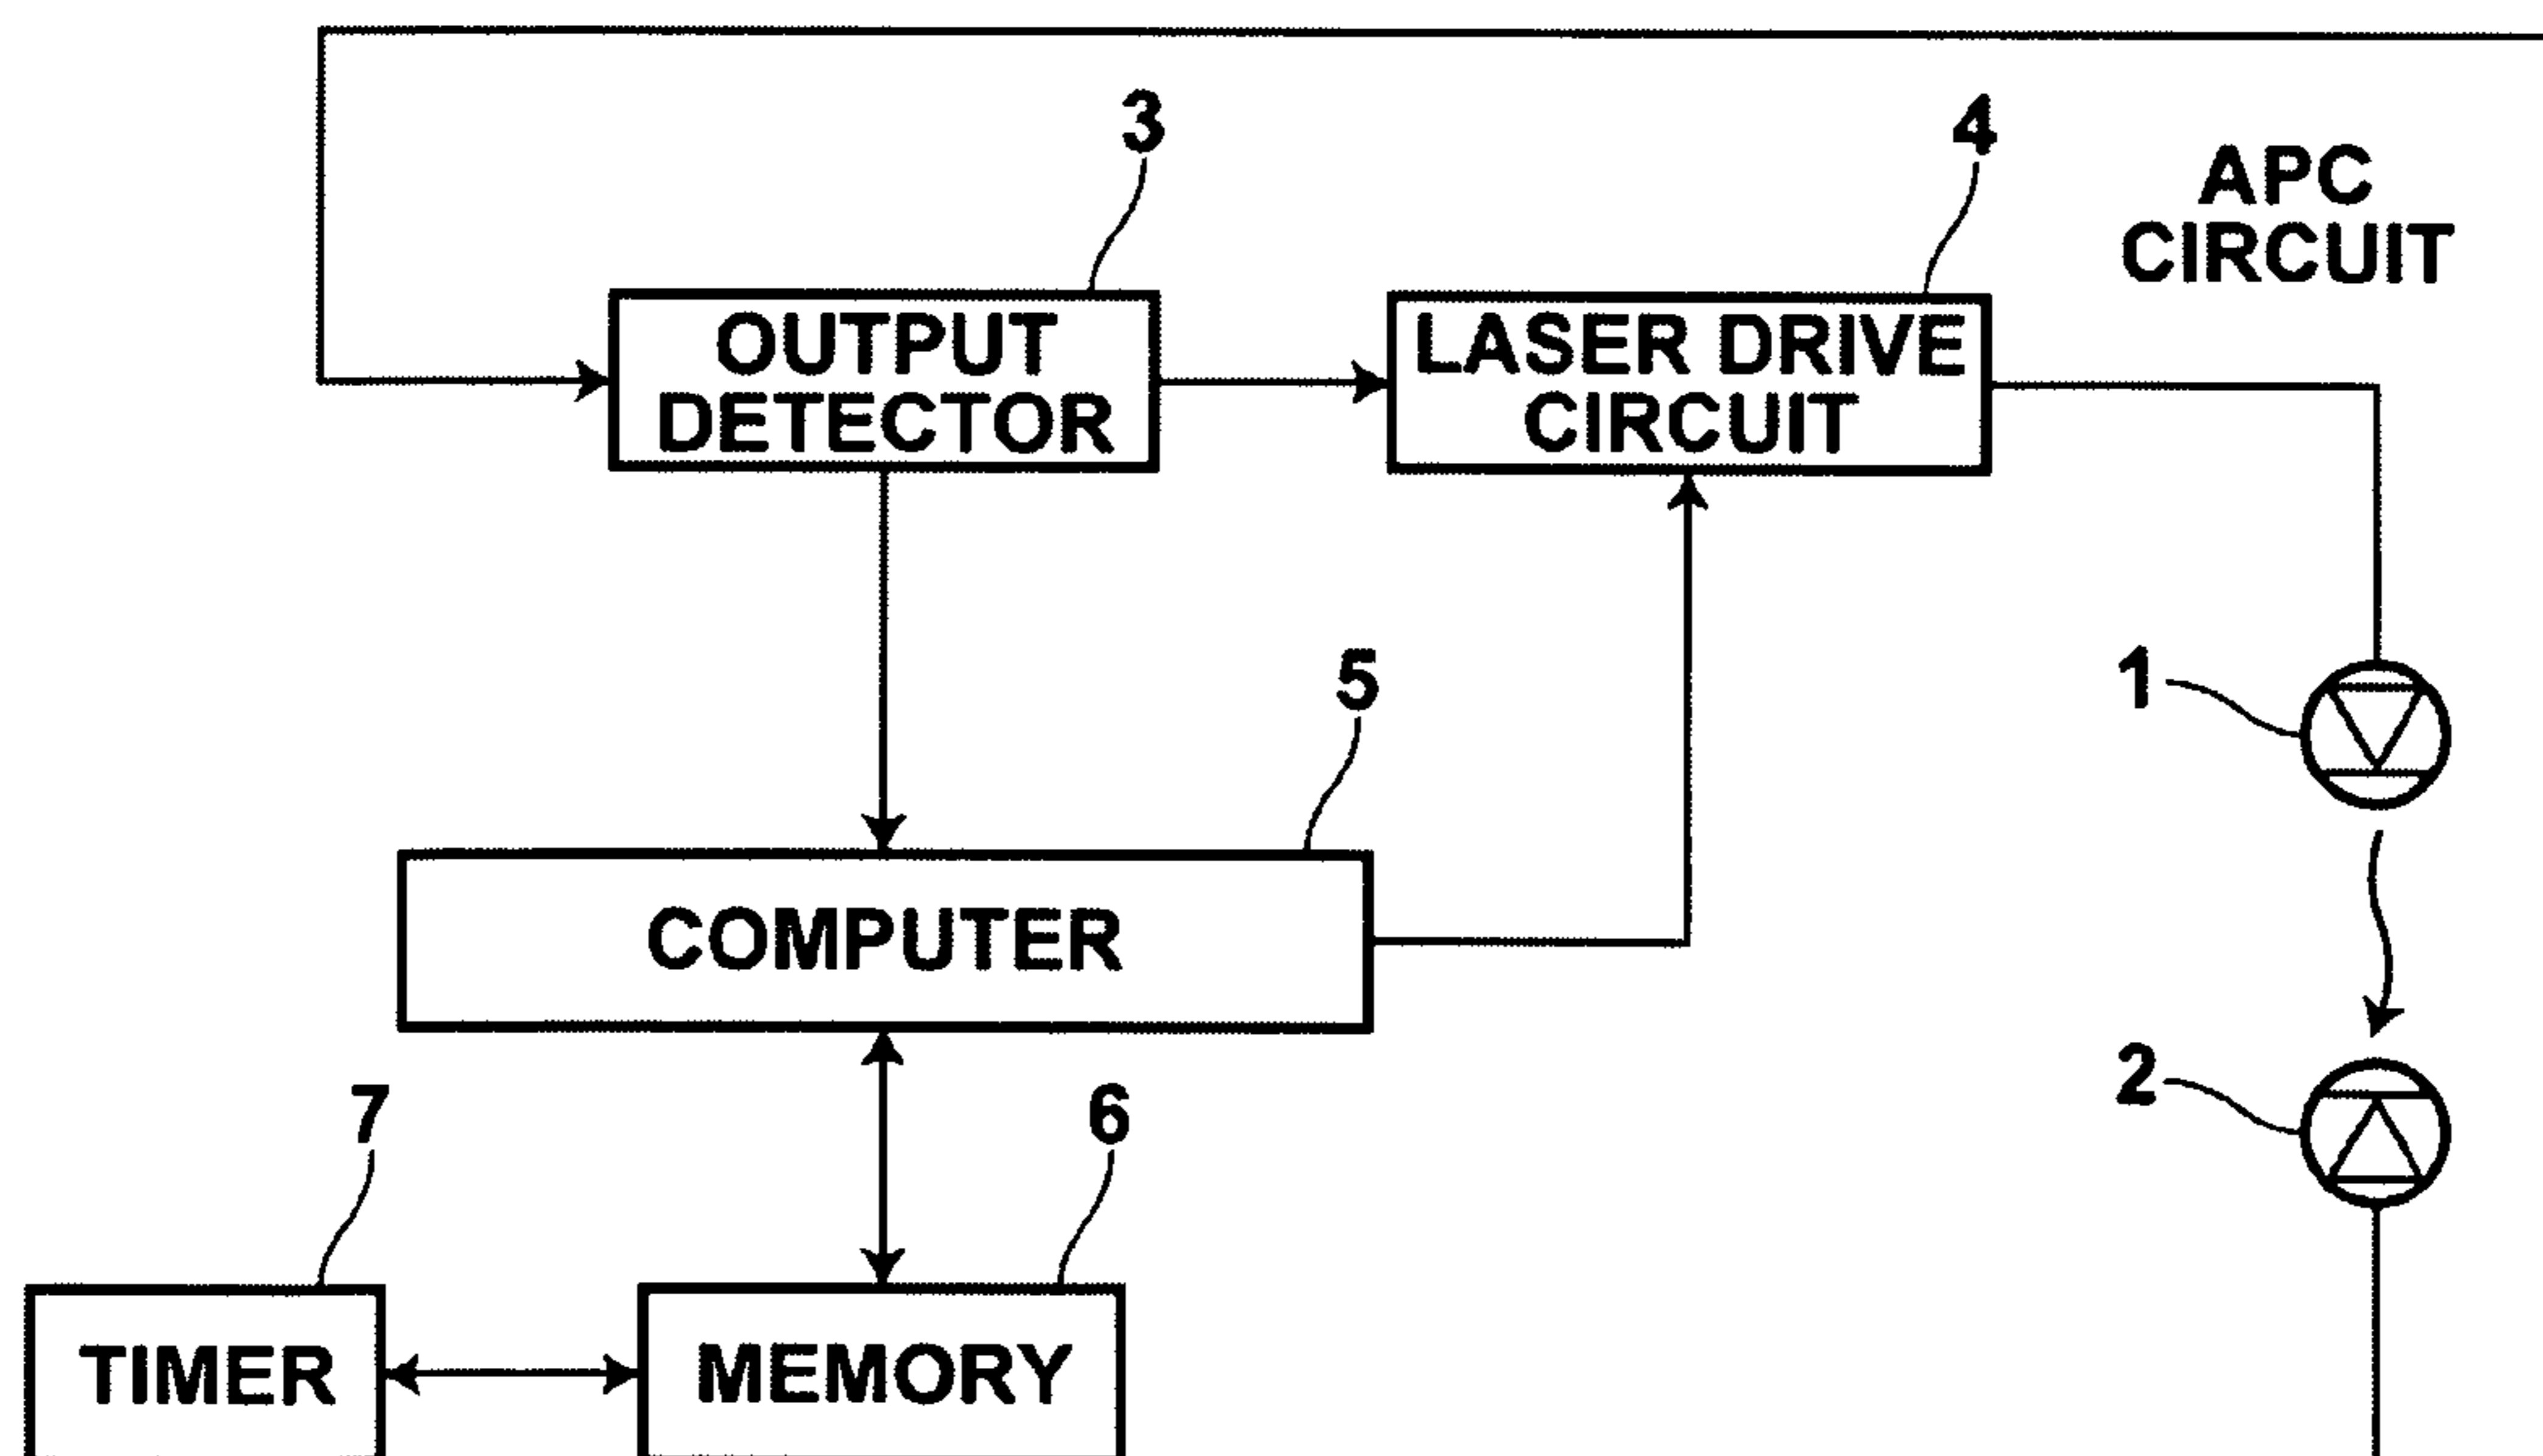 3
4
APC
CIRCUIT
OUTPUT
DETECTOR
LASER DRIVE
CIRCUIT
5
1
COMPUTER
2
7
6
TIMER
MEMORY